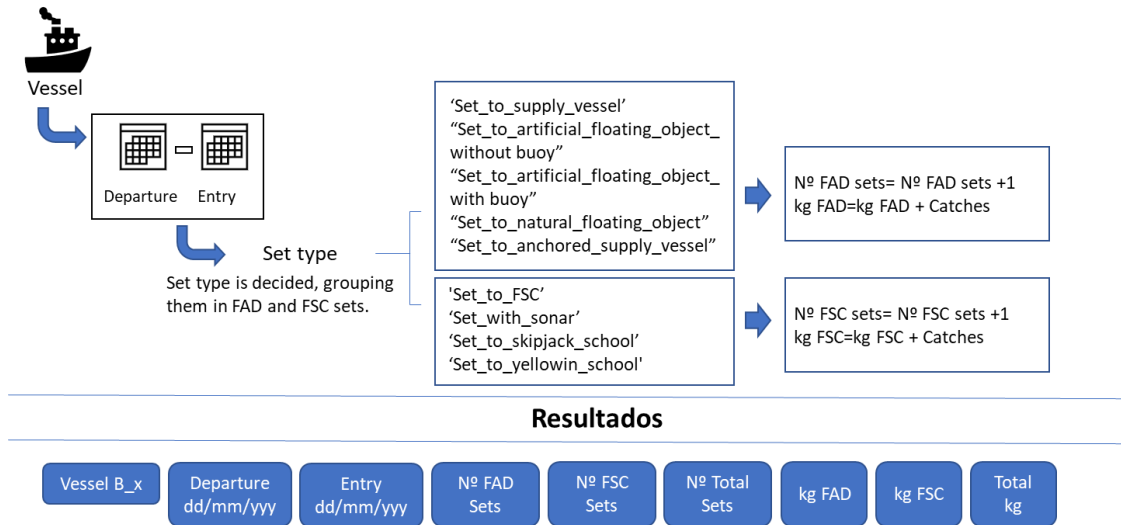 Vessel
Departure
Entry
Set type
Set type is decided, grouping
them in FAD and FSC sets.
‘Set_to_supply_vessel’
“Set_to_artificial_floating_object_
without buoy”
“Set_to_artificial_floating_object_
with buoy”
“Set_to_natural_floating_object”
“Set_to_anchored_supply_vessel”
Nº FAD sets= Nº FAD sets +1
kg FAD=kg FAD + Catches
'Set_to_FSC’
‘Set_with_sonar’
‘Set_to_skipjack_school’
‘Set_to_yellowin_school'
Nº FSC sets= Nº FSC sets +1
kg FSC=kg FSC + Catches
Resultados
Vessel B_x
Departure
dd/mm/yyy
Entry
dd/mm/yyy
Nº FAD
Sets
Nº FSC
Sets
Nº Total
Sets
kg FAD
kg FSC
Total
kg